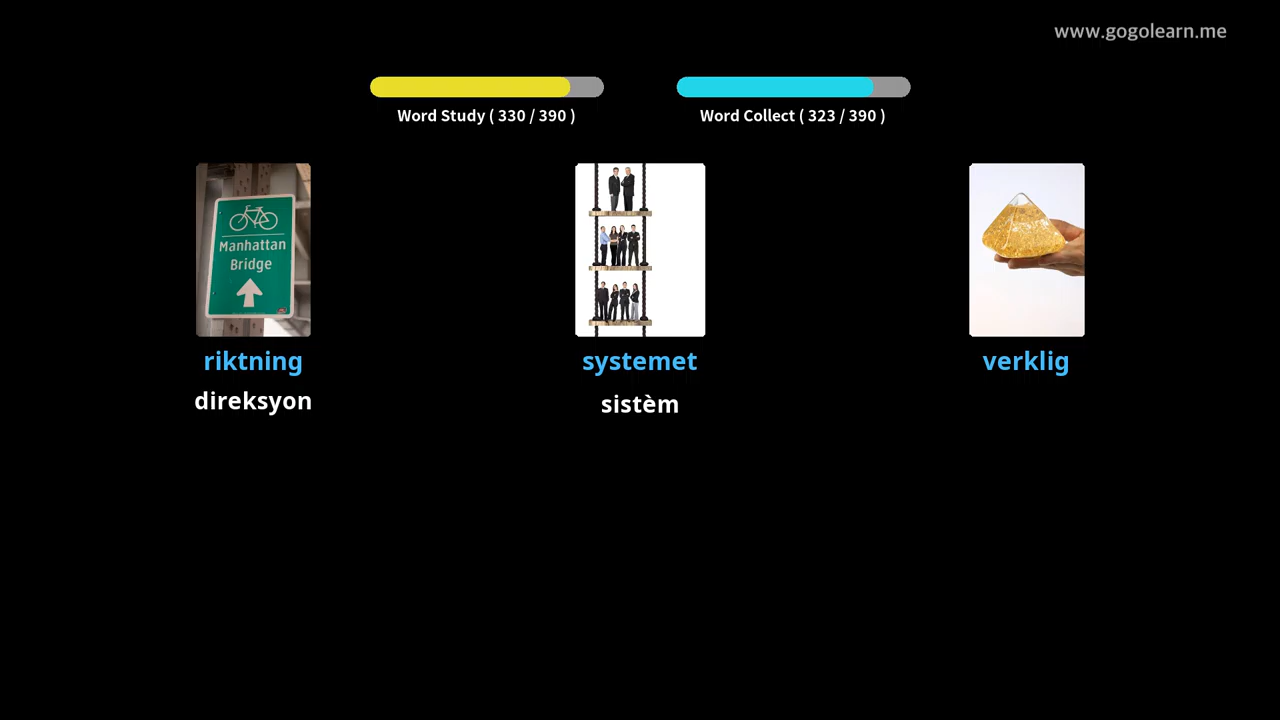 www.gogolearn.me
Word Study ( 330 / 390 )
Word Collect ( 323 / 390 )
Manhattan
Bridge
riktning
systemet
verklig
direksyon
sistèm